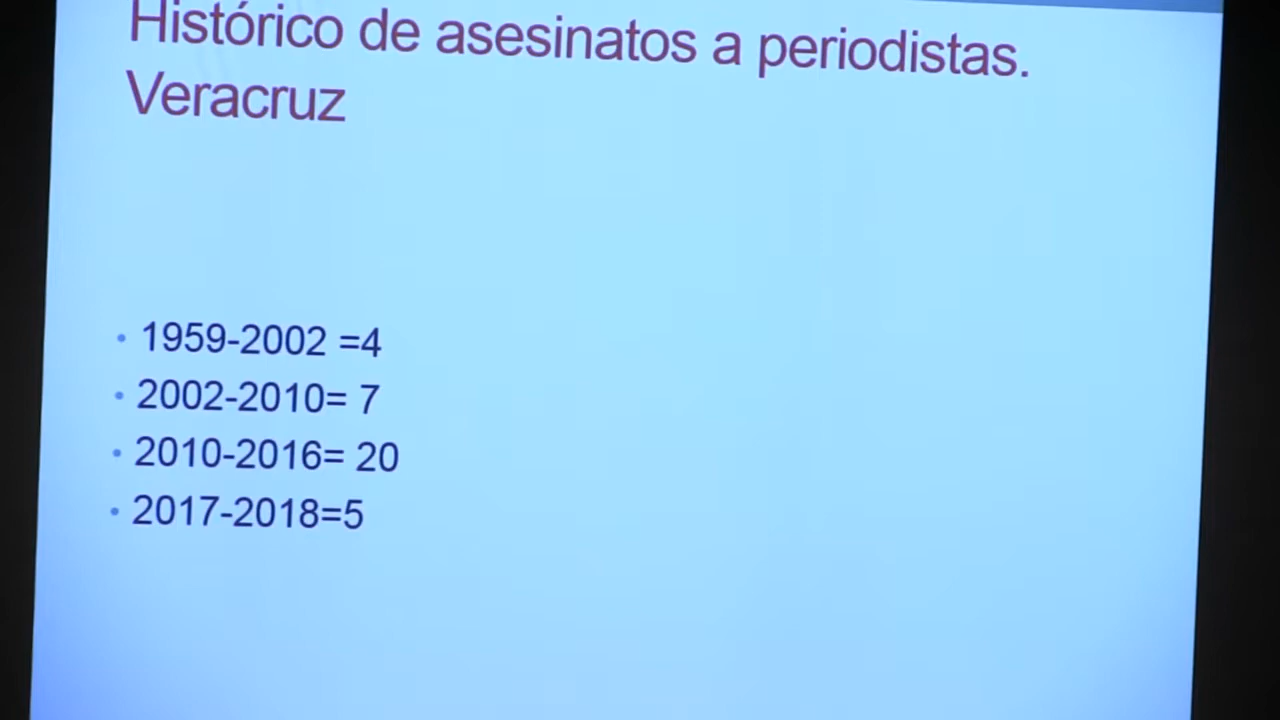 Histórico de asesinatos a periodistas.
Veracruz
• 1959-2002 =4
• 2002-2010= 7
• 2010-2016= 20
• 2017-2018=5